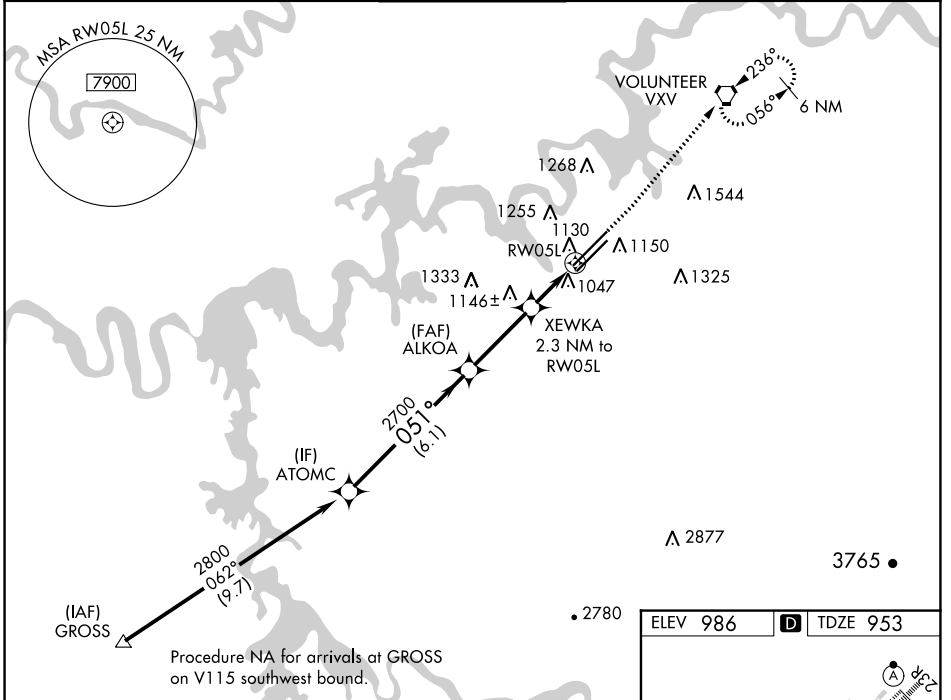 MSA RW05L 25 NM
7900
VOLUNTEER
VXV
236°
056°
6 NM
1268
1544
1255
1130
RW05L
1150
1333
1047
1325
1146±
(FAF)
ALKOA
XEWKA
2.3 NM to
RW05L
2700
051°
(6.1)
(IF)
ATOMC
2877
2800
062°
(9.7)
3765
(IAF)
GROSS
2780
ELEV 986
D
TDZE 953
Procedure NA for arrivals at GROSS
on V115 southwest bound.
A